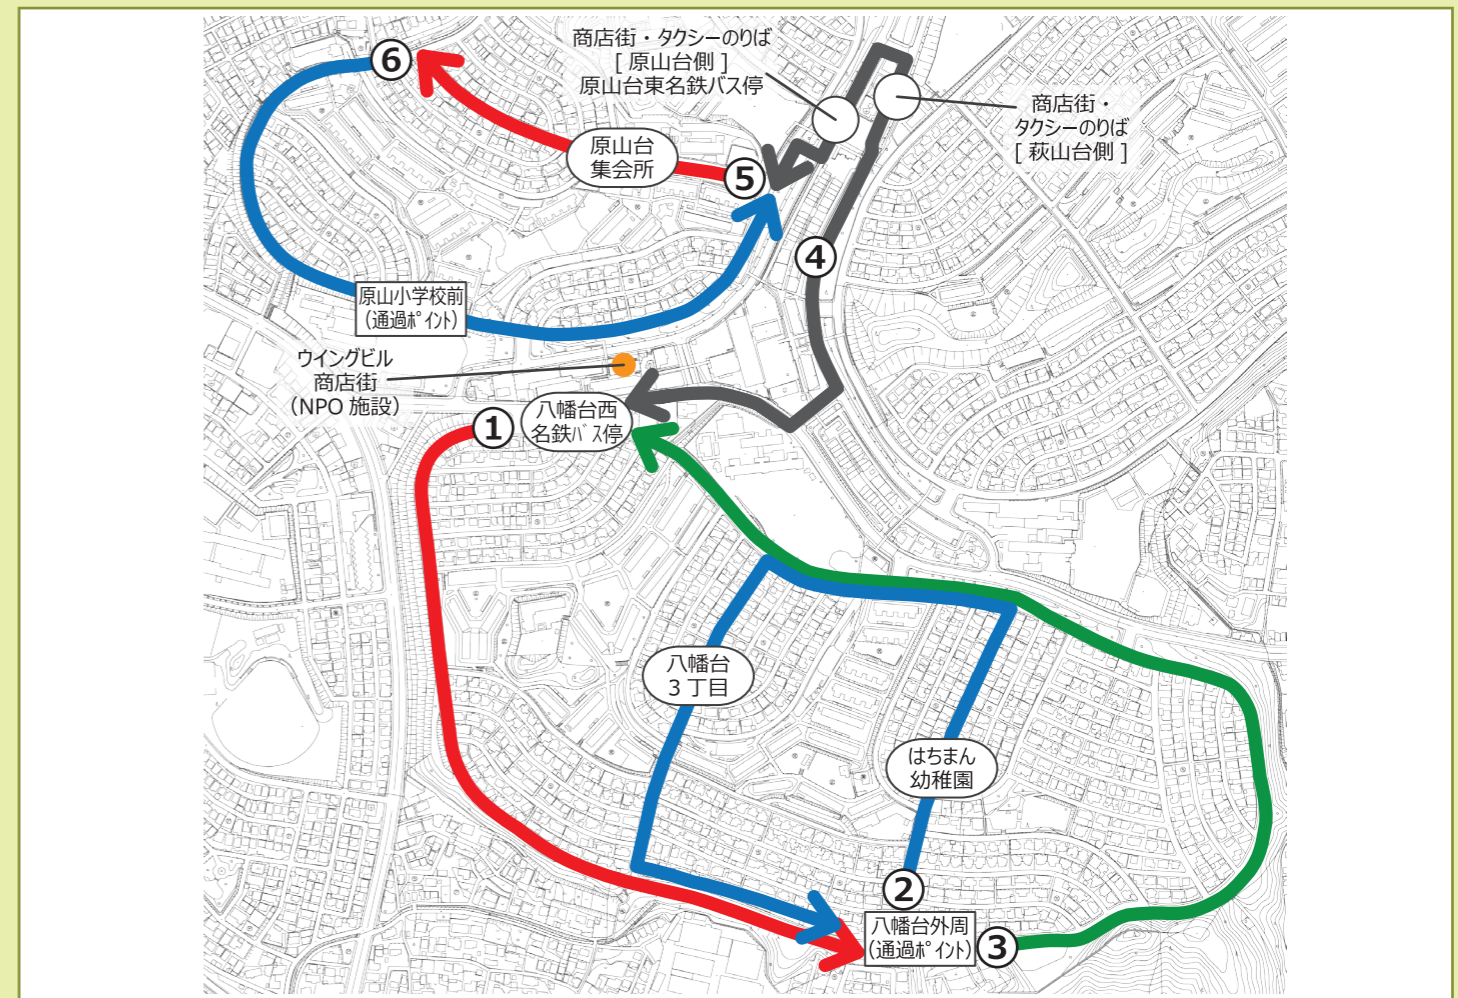 ⑥
商店街・タクシーのりば
[ 原山台側 ]
原山台東名鉄バス停
商店街・
タクシーのりば
[ 萩山台側 ]
原山台
集会所
⑤
④
原山小学校前
(通過ポイント)
ウイングビル
商店街
（NPO 施設）
①
八幡台西
名鉄バス停
八幡台
3 丁目
はちまん
幼稚園
②
八幡台外周
(通過ポイント)
③